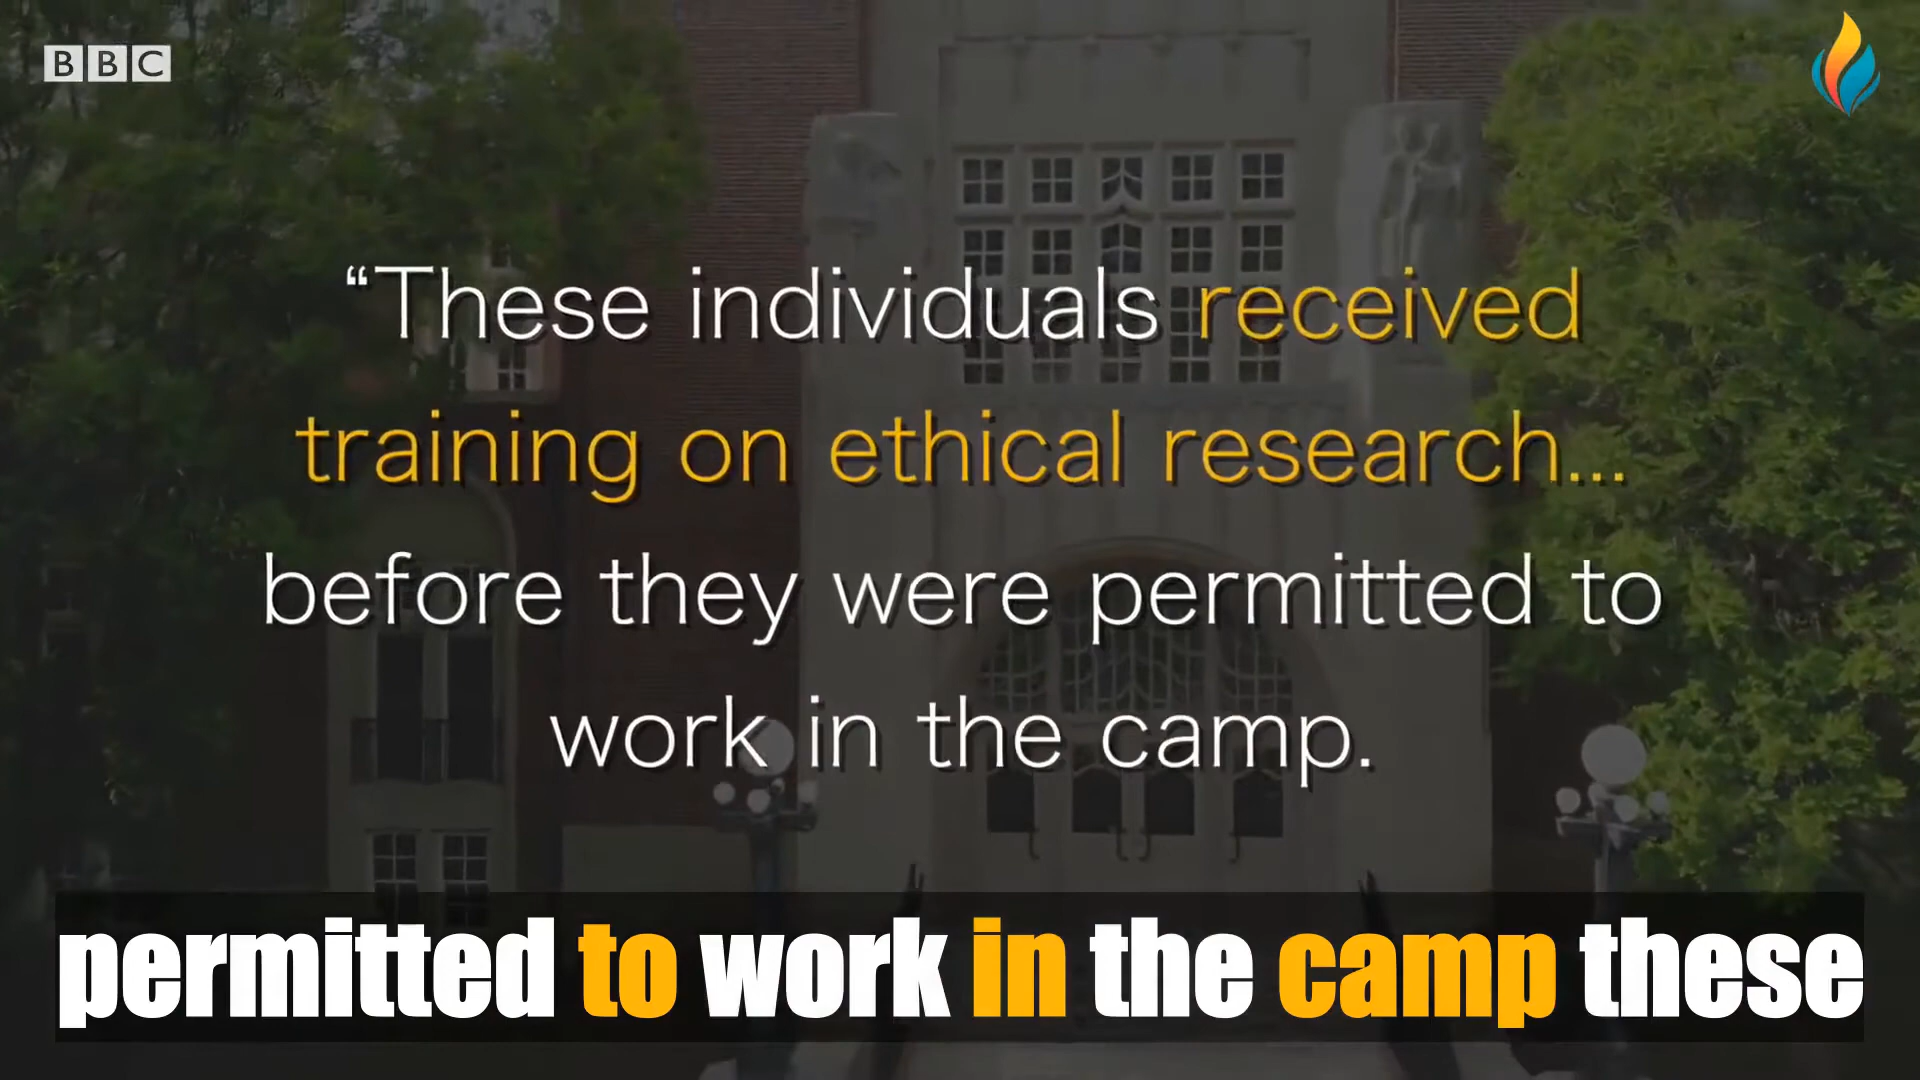 BBC
“These individuals received
training on ethical research...
before they were permitted to
work in the camp.
permitted to work in the camp these